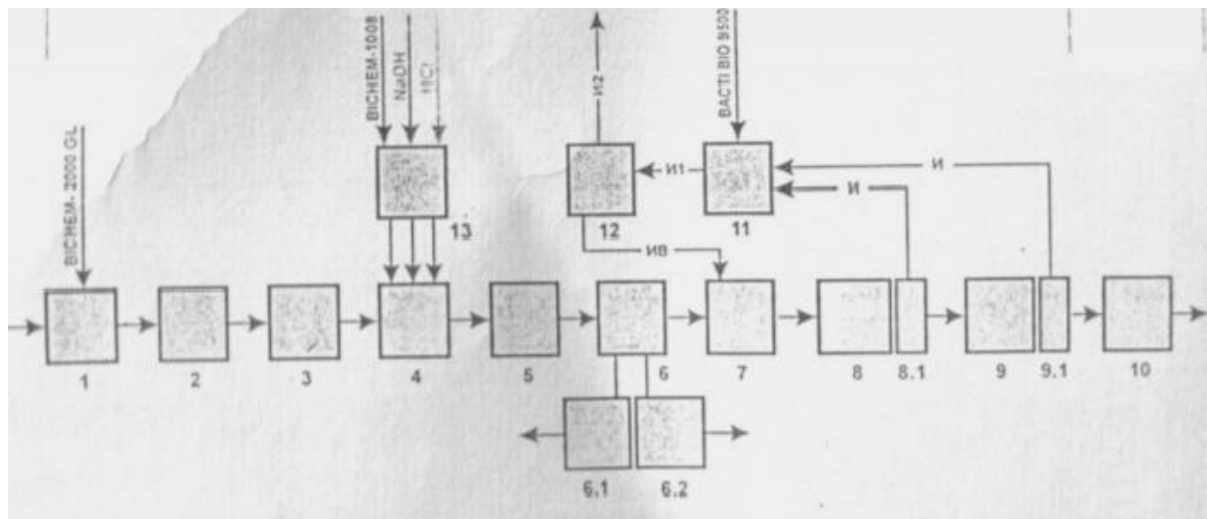 BICHEM- 2000 GL
BICHEM-1008
NaOH
HCl
И2
BACTI BIO 9500
И1
И
И
13
12
11
ИВ
1
2
3
4
5
6
7
8
8.1
9
9.1
10
6.1
6.2